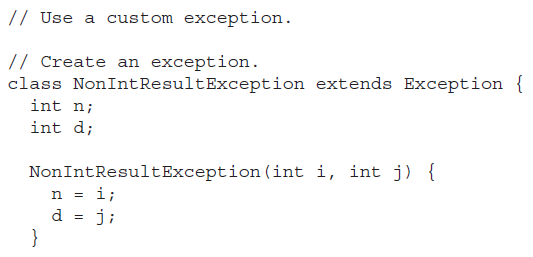 // Use a custom exception.

// Create an exception.
class NonIntResultException extends Exception {
  int n;
  int d;

  NonIntResultException(int i, int j) {
    n = i;
    d = j;
  }